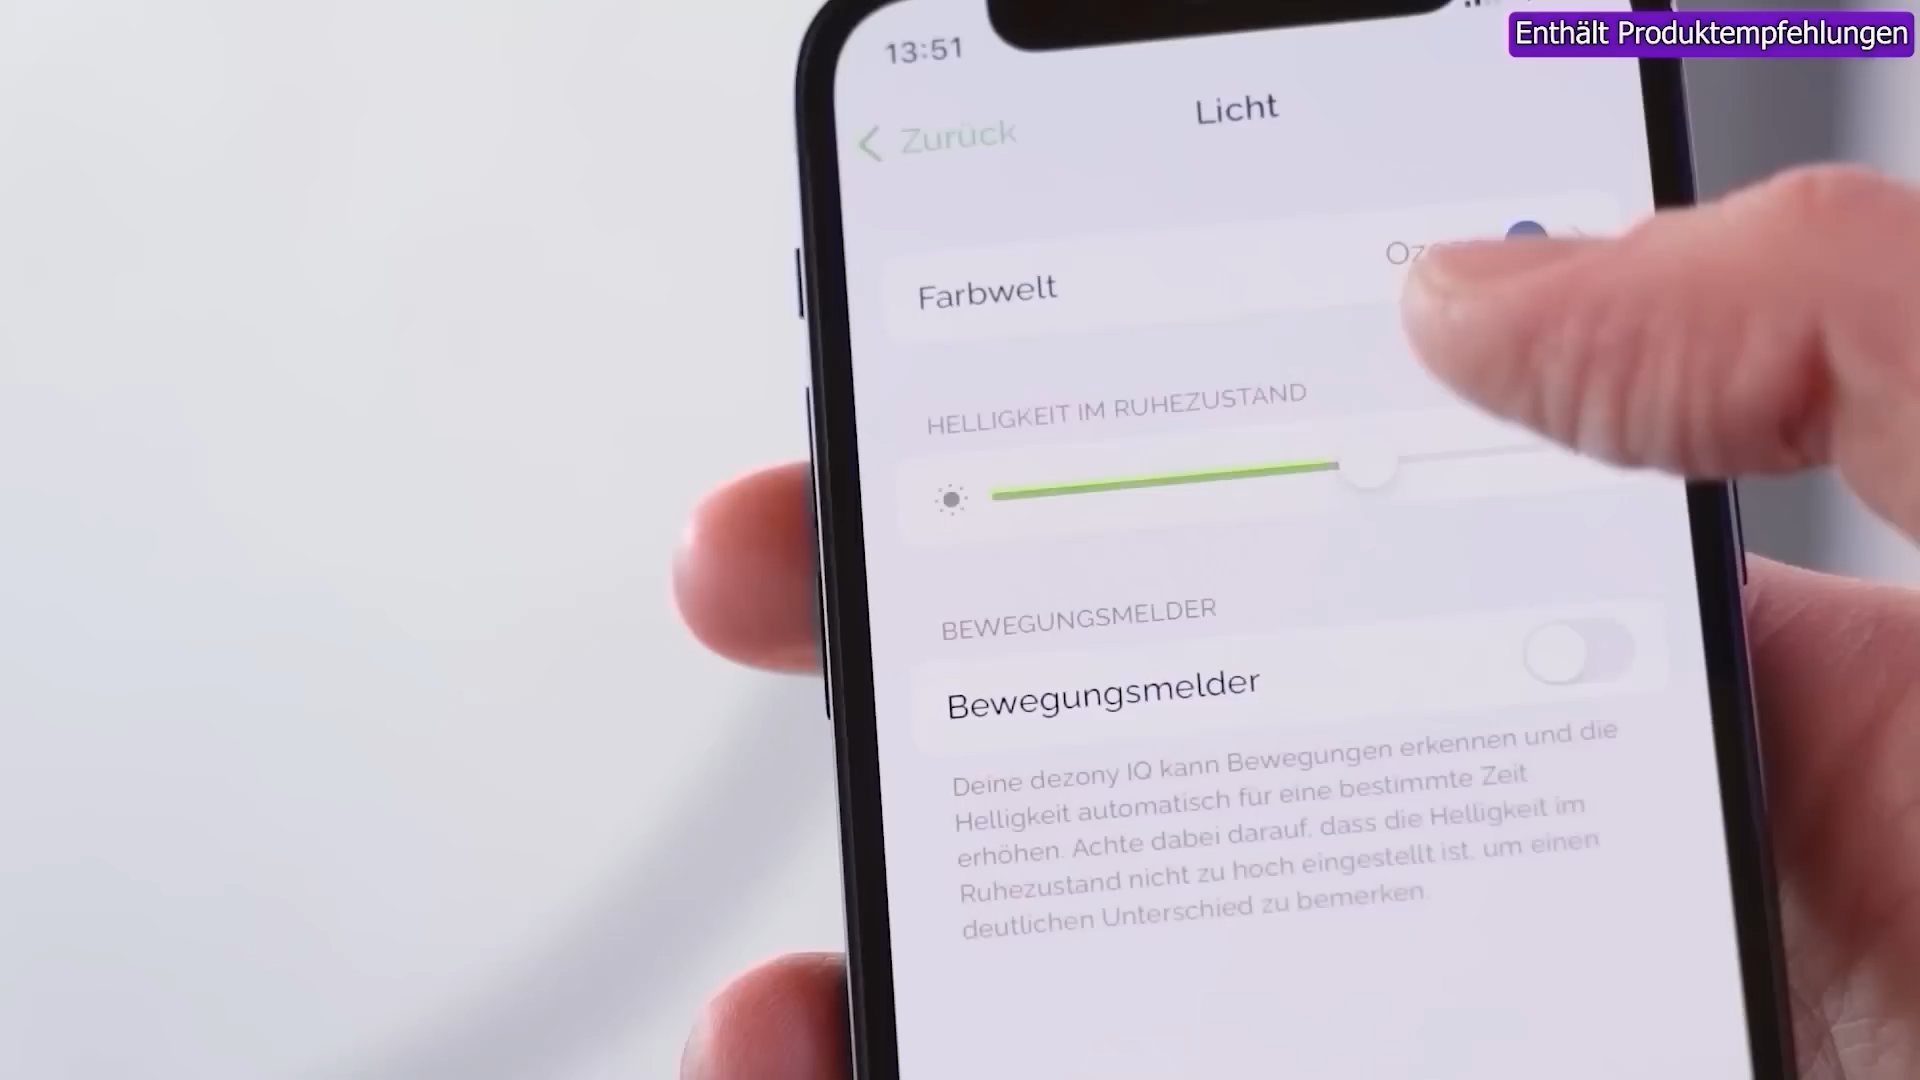 Enthält Produktempfehlungen
13:51
Zurück
Licht
Farbwelt
HELLIGKEIT IM RUHEZUSTAND
BEWEGUNGSMELDER
Bewegungsmelder
Deine dezony IQ kann Bewegungen erkennen und die
Helligkeit automatisch für eine bestimmte Zeit
erhöhen. Achte dabei darauf, dass die Helligkeit im
Ruhezustand nicht zu hoch eingestellt ist, um einen
deutlichen Unterschied zu bemerken.